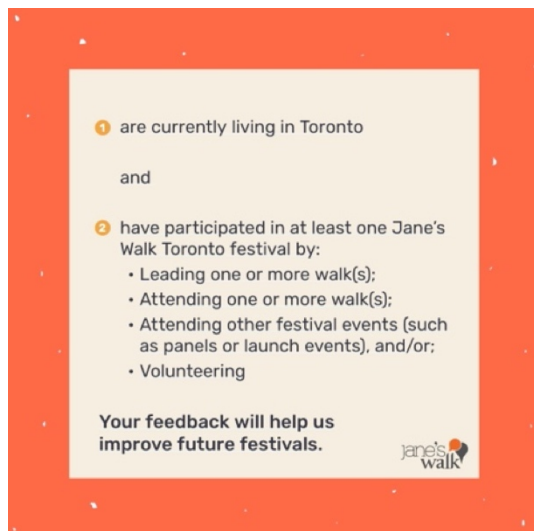 1 are currently living in Toronto
and
2 have participated in at least one Jane's
Walk Toronto festival by:
• Leading one or more walk(s);
• Attending one or more walk(s);
• Attending other festival events (such
as panels or launch events), and/or;
• Volunteering
Your feedback will help us
improve future festivals.
jane's
walk